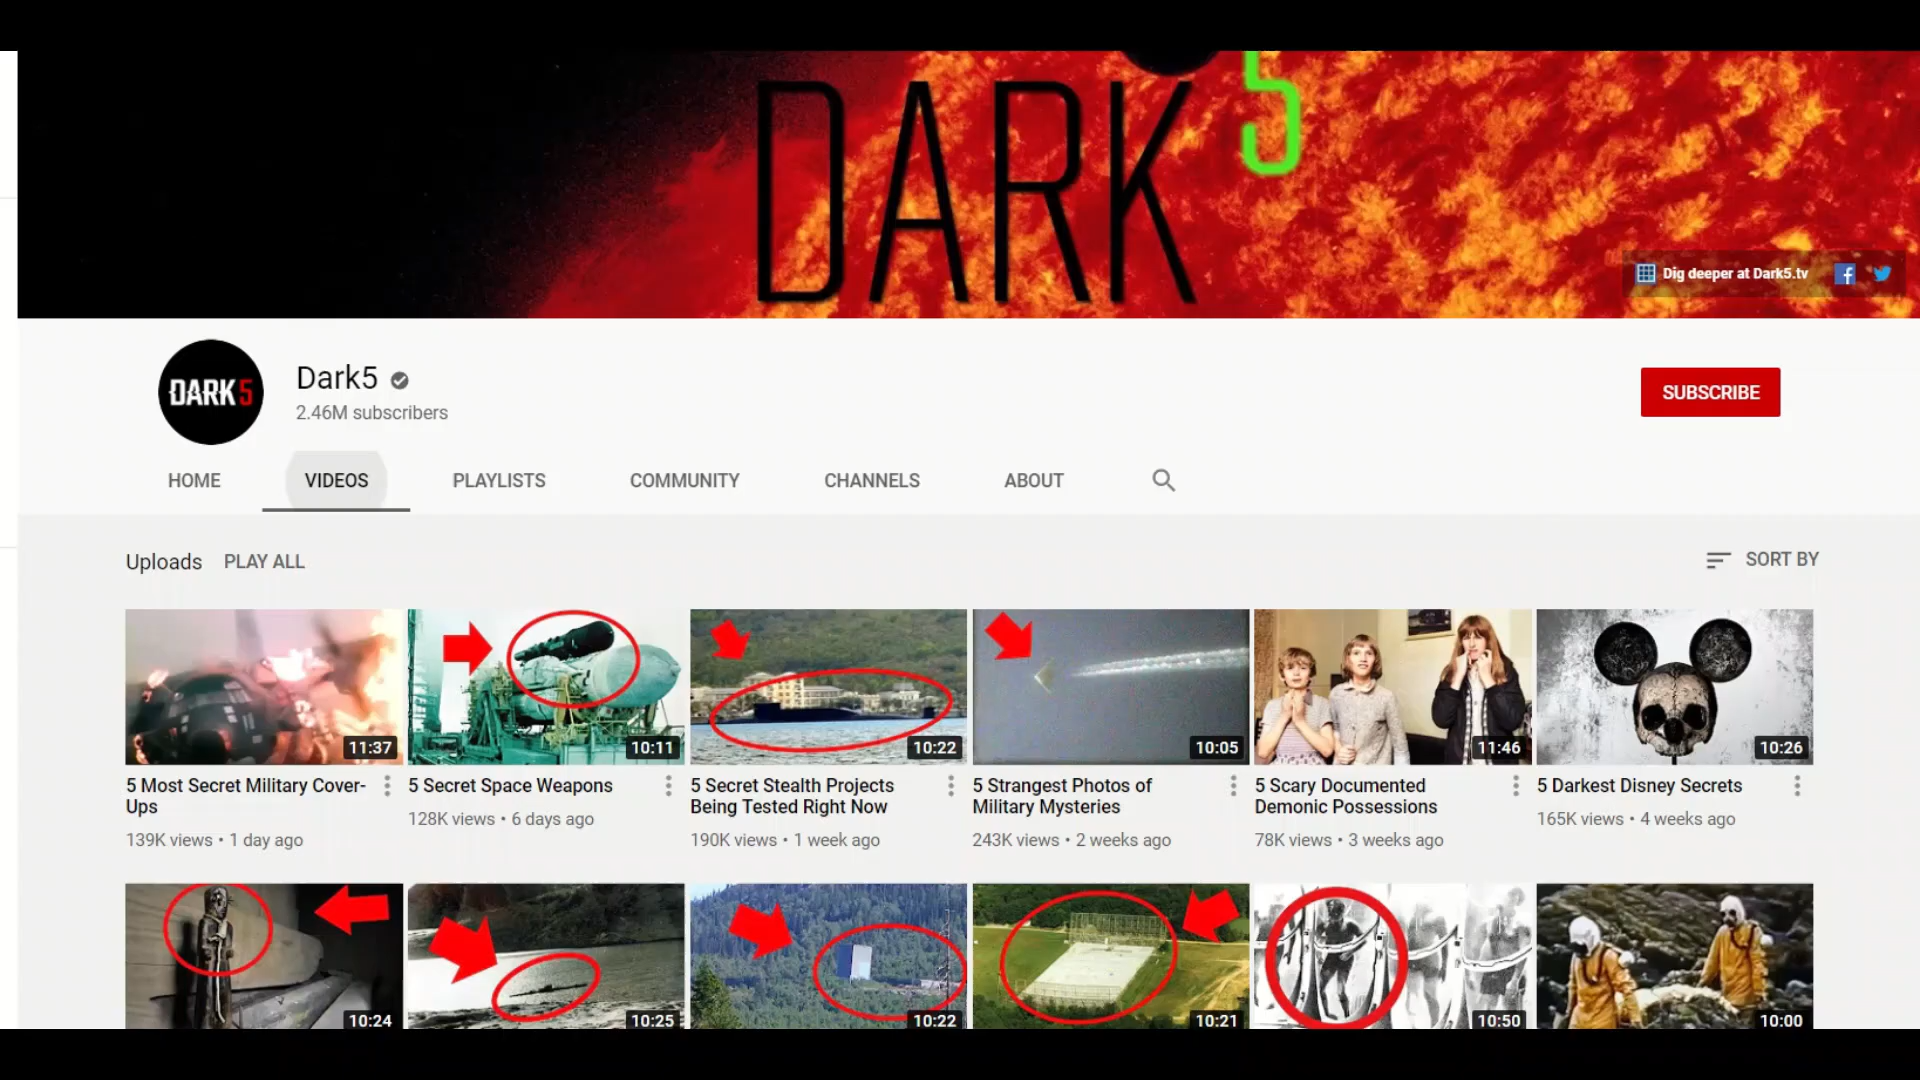 DARK 5
Dig deeper at Dark5.tv
DARK5
Dark5
2.46M subscribers
SUBSCRIBE
HOME VIDEOS PLAYLISTS COMMUNITY CHANNELS ABOUT
Uploads PLAY ALL SORT BY
11:37 10:11 10:22 10:05 11:46 10:26
5 Most Secret Military Cover-
Ups
139K views • 1 day ago
5 Secret Space Weapons
128K views • 6 days ago
5 Secret Stealth Projects
Being Tested Right Now
190K views • 1 week ago
5 Strangest Photos of
Military Mysteries
243K views • 2 weeks ago
5 Scary Documented
Demonic Possessions
78K views • 3 weeks ago
5 Darkest Disney Secrets
165K views • 4 weeks ago
10:24 10:25 10:22 10:21 10:50 10:00